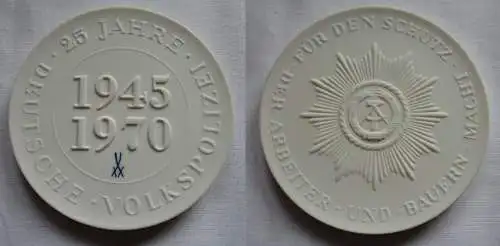 · 25 JAHRE · DEUTSCHE · VOLKSPOLIZEI
1945
1970
FÜR DEN SCHUTZ · DER ARBEITER - UND - BAUERN MACHT